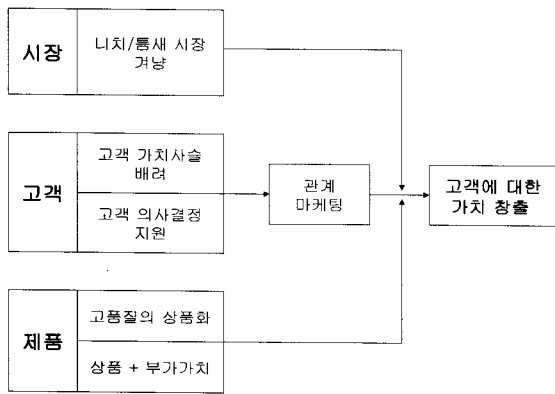 시장
니치/틈새 시장
겨냥
고객
고객 가치사슬
배려
고객 의사결정
지원
관계
마케팅
고객에 대한
가치 창출
제품
고품질의 상품화
상품 + 부가가치